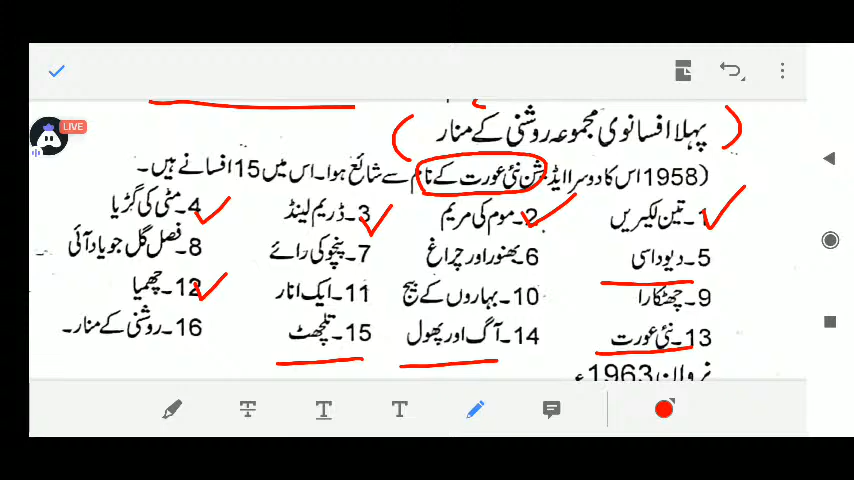 LIVE
پہلا افسانوی مجموعہ روشنی کے منار
(1958 اس کا دوسرا ایڈیشن نئی عورت کے نام سے شائع ہوا۔ اس میں 15 افسانے ہیں۔
1۔ تین لکیریں 2۔ موم کی مریم 3۔ ڈریم لینڈ 4۔ مٹی کی گڑیا
5۔ دیوداسی 6۔ بھنور اور چراغ 7۔ پنچو کی رائے 8۔ فصل گل جو یاد آئی
9۔ چھٹکارا 10۔ بہاروں کے بیچ 11۔ ایک انار 12۔ چھمیا
13۔ نئی عورت 14۔ آگ اور پھول 15۔ تلچھٹ 16۔ روشنی کے منار۔
نروان 1963ء
T T T